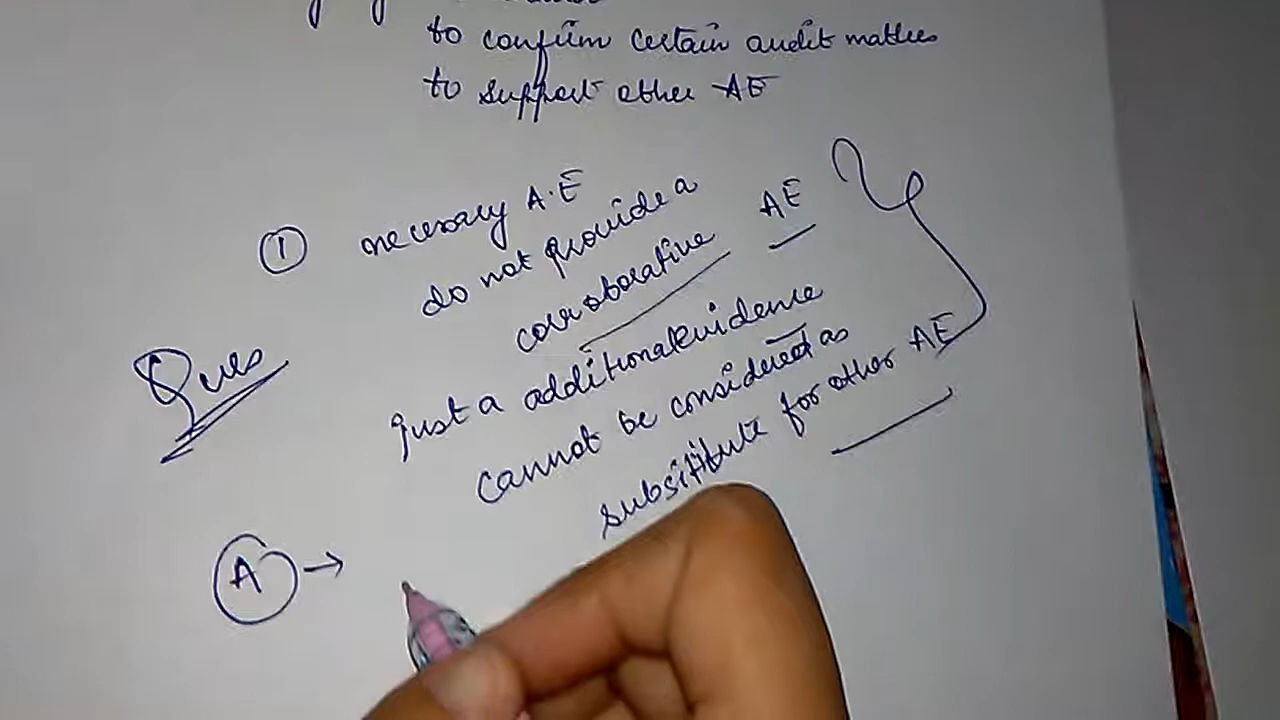 to confirm certain audit matters
to support other AE
① necessary A.E
do not provide a
corroborative AE
just a additional evidence
cannot be considered as
substitute for other AE
Ques
A →